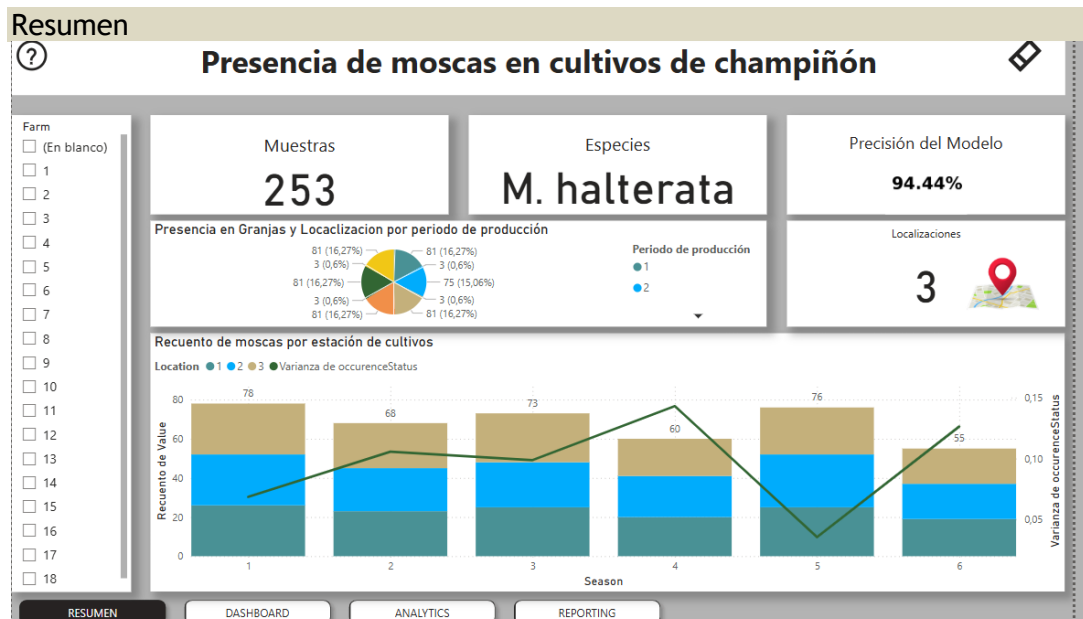 Resumen
?
Presencia de moscas en cultivos de champiñón
Farm
(En blanco)
1
2
3
4
5
6
7
8
9
10
11
12
13
14
15
16
17
18
Muestras
253
Especies
M. halterata
Precisión del Modelo
94.44%
Presencia en Granjas y Locaclizacion por periodo de producción
81 (16,27%)
3 (0,6%)
81 (16,27%)
3 (0,6%)
81 (16,27%)
81 (16,27%)
3 (0,6%)
75 (15,06%)
3 (0,6%)
81 (16,27%)
Periodo de producción
1
2
Localizaciones
3
Recuento de moscas por estación de cultivos
Location 1 2 3 Varianza de occurenceStatus
Recuento de Value
80
60
40
20
0
78
68
73
60
76
55
0,15
0,10
0,05
Varianza de occurenceStatus
1 2 3 4 5 6
Season
RESUMEN DASHBOARD ANALYTICS REPORTING